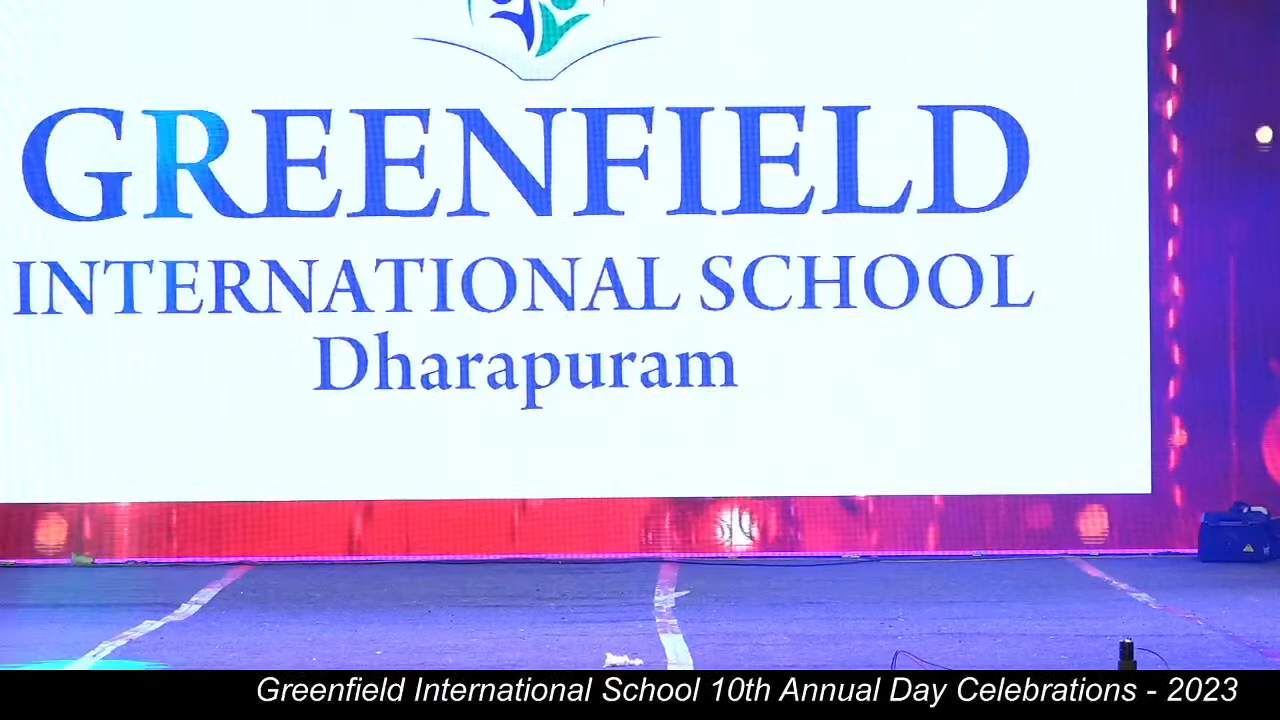 GREENFIELD
INTERNATIONAL SCHOOL
Dharapuram
Greenfield International School 10th Annual Day Celebrations - 2023